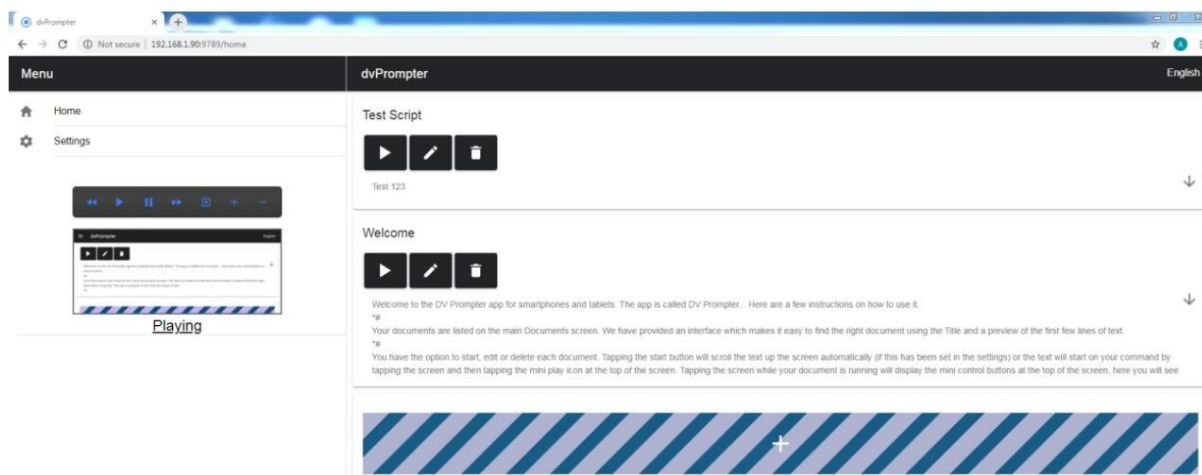 dvPrompter
Not secure | 192.168.1.90:9789/home
A
Menu
dvPrompter
English
Home
Settings
Test Script
Test 123
dvPrompter
English
Playing
Welcome
Welcome to the DV Prompter app for smartphones and tablets. The app is called DV Prompter... Here are a few instructions on how to use it.
*#
Your documents are listed on the main Documents screen. We have provided an interface which makes it easy to find the right document using the Title and a preview of the first few lines of text.
*#
You have the option to start, edit or delete each document. Tapping the start button will scroll the text up the screen automatically (if this has been set in the settings) or the text will start on your command by
tapping the screen and then tapping the mini play icon at the top of the screen. Tapping the screen while your document is running will display the mini control buttons at the top of the screen, here you will see